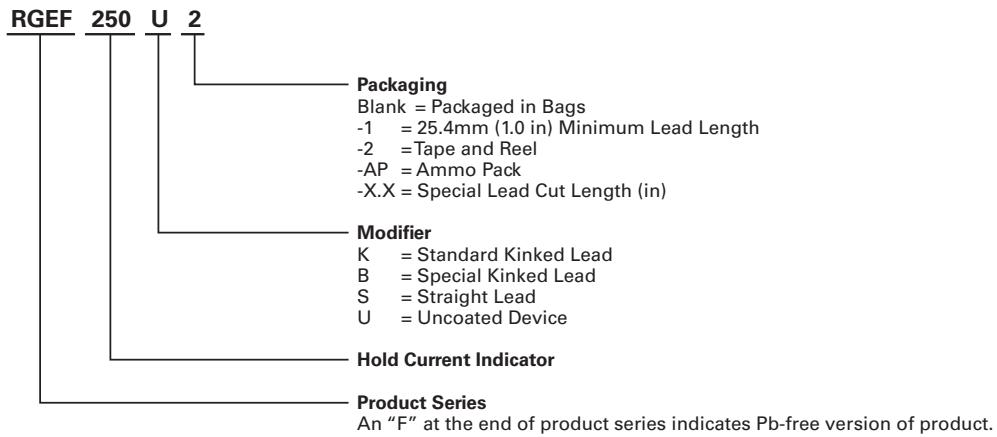 RGEF 250 U 2
Packaging
Blank = Packaged in Bags
-1 = 25.4mm (1.0 in) Minimum Lead Length
-2 =Tape and Reel
-AP = Ammo Pack
-X.X = Special Lead Cut Length (in)
Modifier
K = Standard Kinked Lead
B = Special Kinked Lead
S = Straight Lead
U = Uncoated Device
Hold Current Indicator
Product Series
An “F” at the end of product series indicates Pb-free version of product.